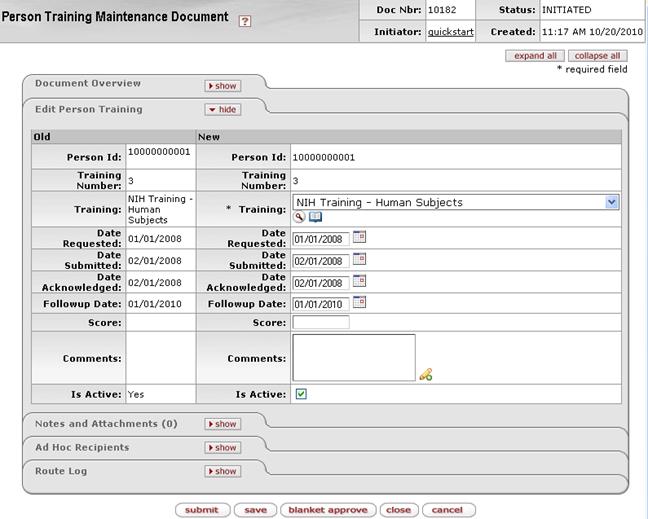 Person Training Maintenance Document ?
Doc Nbr: 10182 Status: INITIATED
Initiator: quickstart Created: 11:17 AM 10/20/2010
expand all collapse all
* required field
Document Overview show
Edit Person Training hide
Old New
Person Id: 10000000001 Person Id: 10000000001
Training Number: 3 Training Number: 3
Training: NIH Training - Human Subjects * Training: NIH Training - Human Subjects
Date Requested: 01/01/2008 Date Requested: 01/01/2008
Date Submitted: 02/01/2008 Date Submitted: 02/01/2008
Date Acknowledged: 02/01/2008 Date Acknowledged: 02/01/2008
Followup Date: 01/01/2010 Followup Date: 01/01/2010
Score: Score:
Comments: Comments:
Is Active: Yes Is Active:
Notes and Attachments (0) show
Ad Hoc Recipients show
Route Log show
submit save blanket approve close cancel